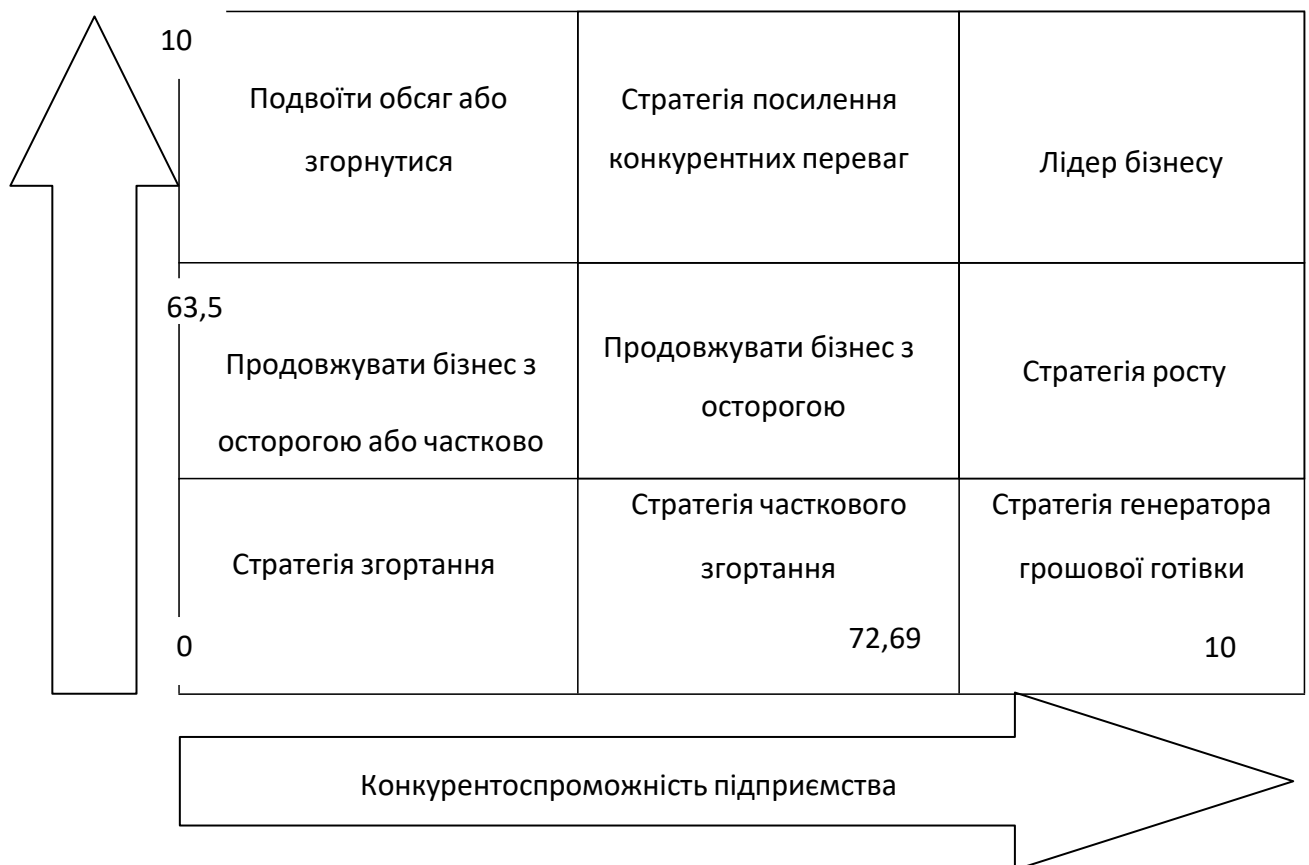 10
Подвоїти обсяг або
згорнутися
Стратегія посилення
конкурентних переваг
Лідер бізнесу
63,5
Продовжувати бізнес з
осторогою або частково
Продовжувати бізнес з
осторогою
Стратегія росту
Стратегія згортання
Стратегія часткового
згортання
Стратегія генератора
грошової готівки
0
72,69
10
Конкурентоспроможність підприємства